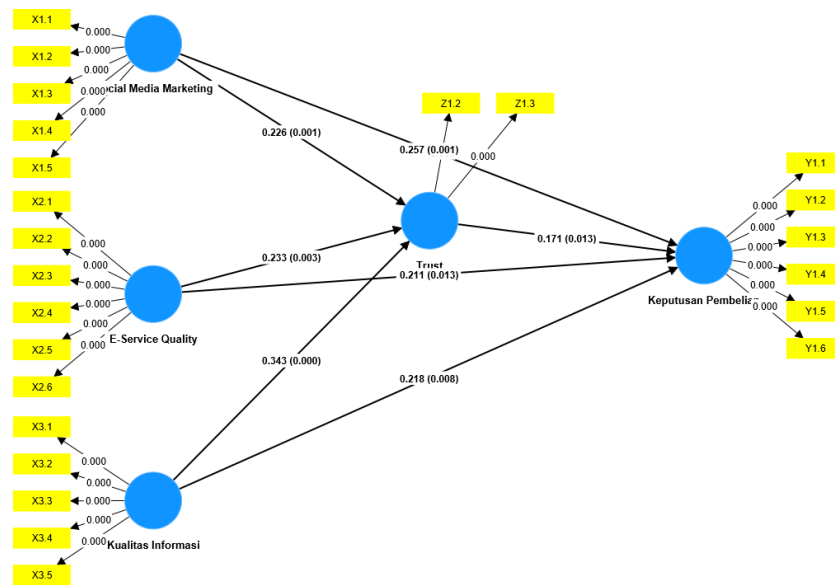 X1.1
0.000
X1.2
0.000
X1.3
0.000
X1.4
0.000
X1.5
0.000
cial Media Marketing
Z1.2
Z1.3
0.000
0.226 (0.001)
0.257 (0.001)
X2.1
X2.2
X2.3
X2.4
X2.5
X2.6
0.000
0.000
0.000
0.000
0.000
0.000
E-Service Quality
0.233 (0.003)
Trust
0.211 (0.013)
0.171 (0.013)
Y1.1
Y1.2
Y1.3
Y1.4
Y1.5
Y1.6
0.000
0.000
0.000
0.000
0.000
0.000
Keputusan Pembelia
0.343 (0.000)
0.218 (0.008)
X3.1
X3.2
X3.3
X3.4
X3.5
0.000
0.000
0.000
0.000
0.000
Kualitas Informasi